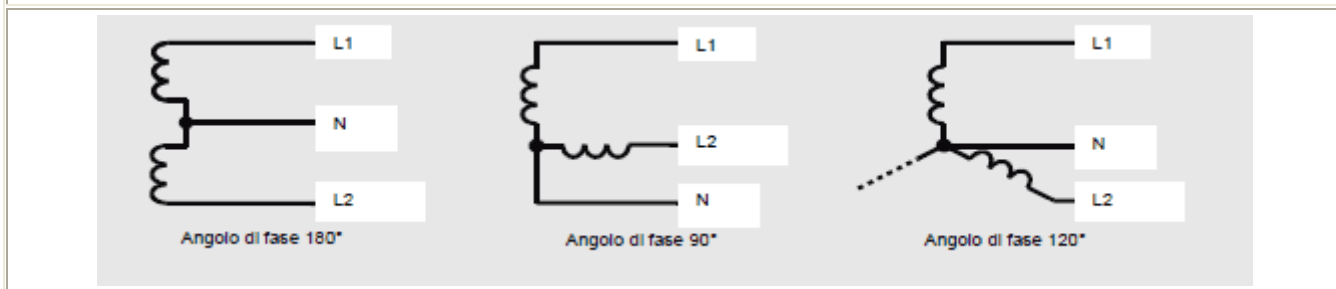 L1
N
L2
Angolo di fase 180°
L1
L2
N
Angolo di fase 90°
L1
N
L2
Angolo di fase 120°